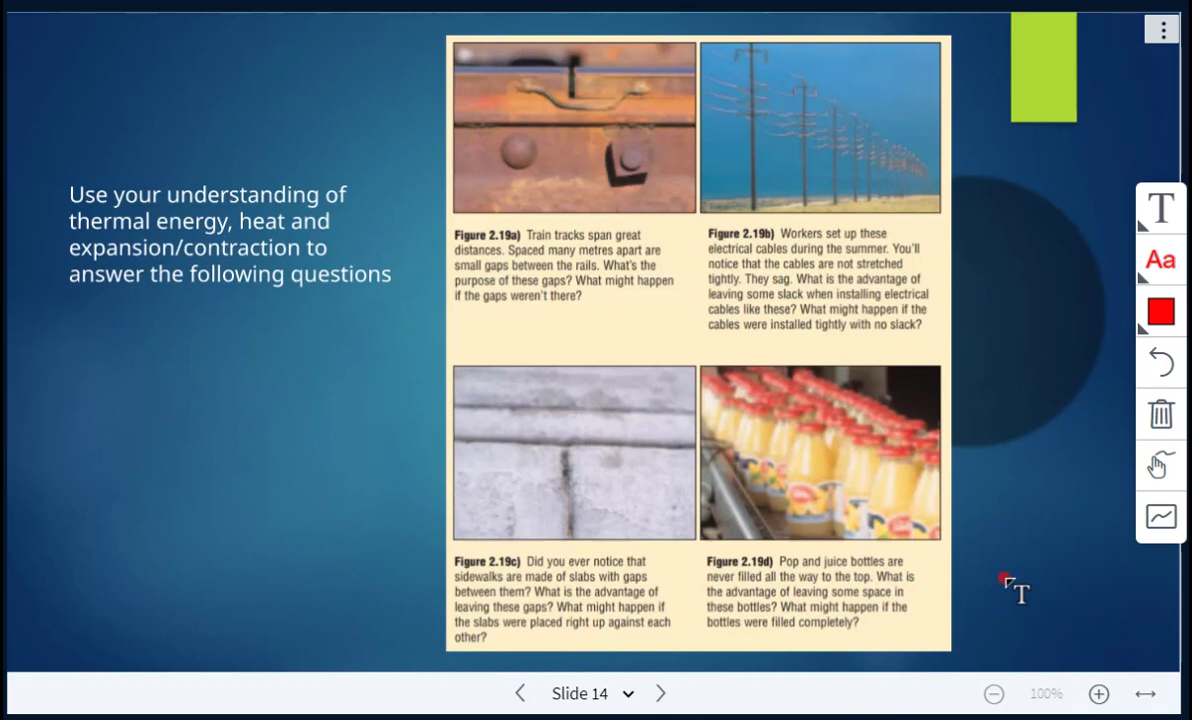 Use your understanding of
thermal energy, heat and
expansion/contraction to
answer the following questions
Figure 2.19a) Train tracks span great
distances. Spaced many metres apart are
small gaps between the rails. What's the
purpose of these gaps? What might happen
if the gaps weren't there?
Figure 2.19b) Workers set up these
electrical cables during the summer. You'll
notice that the cables are not stretched
tightly. They sag. What is the advantage of
leaving some slack when installing electrical
cables like these? What might happen if the
cables were installed tightly with no slack?
Figure 2.19c) Did you ever notice that
sidewalks are made of slabs with gaps
between them? What is the advantage of
leaving these gaps? What might happen if
the slabs were placed right up against each
other?
Figure 2.19d) Pop and juice bottles are
never filled all the way to the top. What is
the advantage of leaving some space in
these bottles? What might happen if the
bottles were filled completely?
T
Aa
T
Slide 14
100%